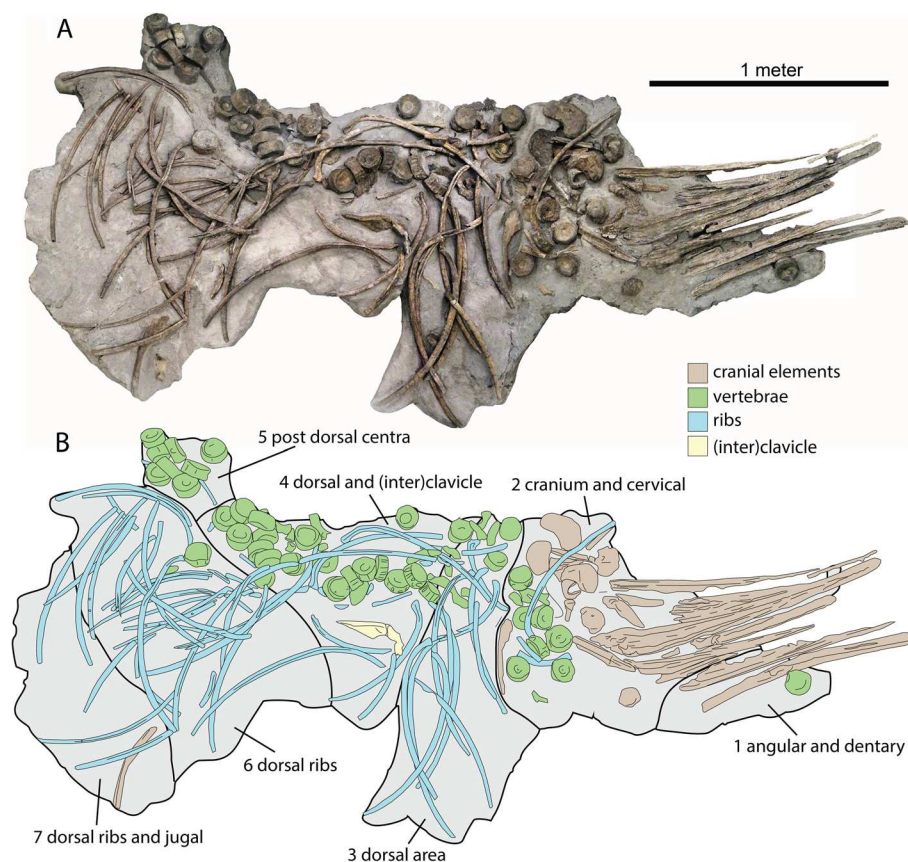 A
1 meter
cranial elements
vertebrae
ribs
(inter)clavicle
B
5 post dorsal centra
4 dorsal and (inter)clavicle
2 cranium and cervical
1 angular and dentary
6 dorsal ribs
7 dorsal ribs and jugal
3 dorsal area